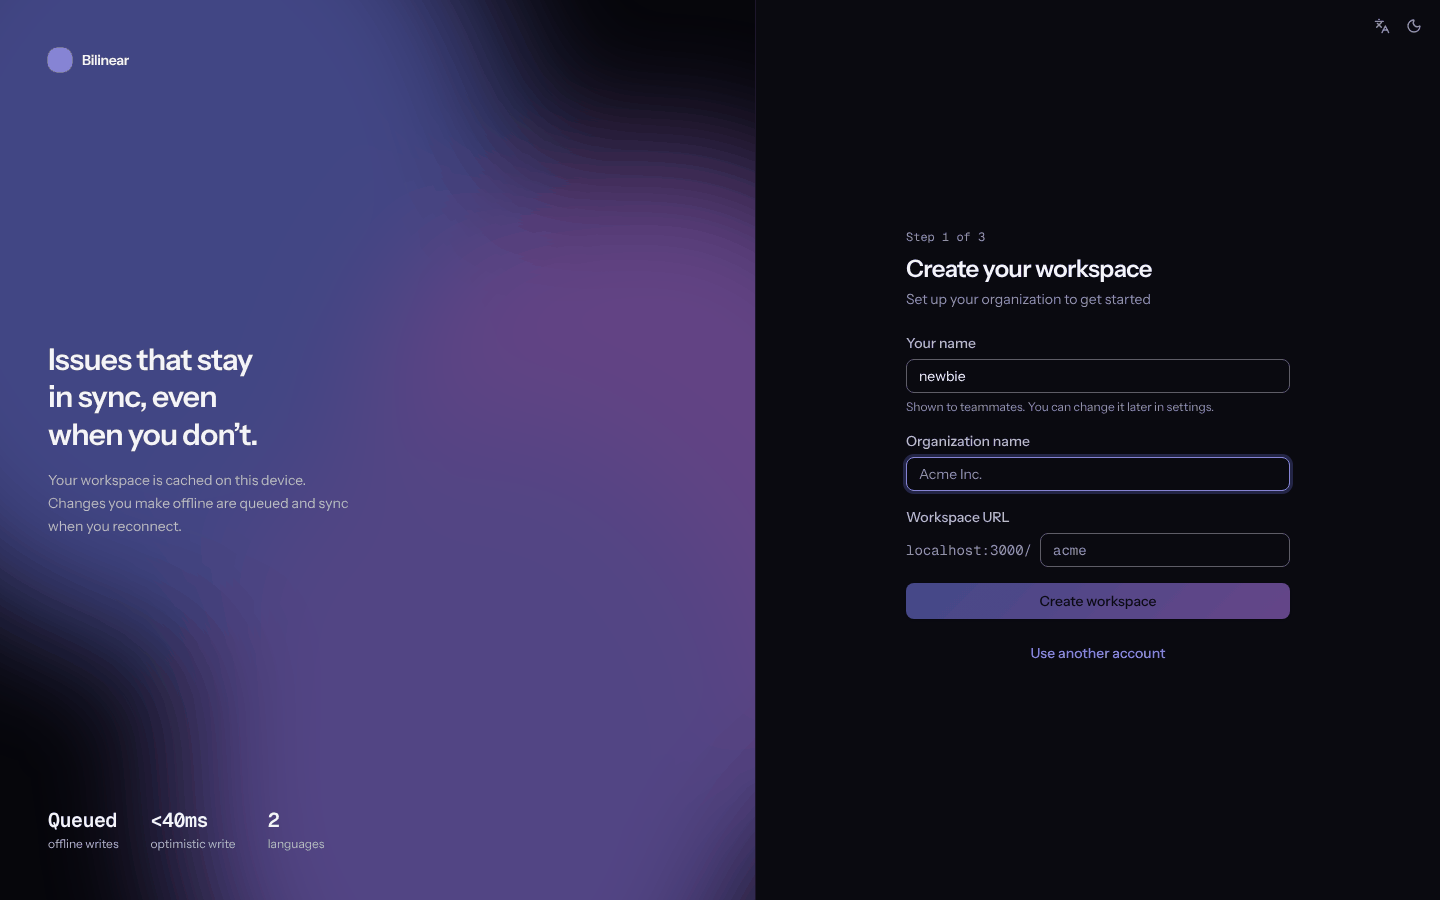 Bilinear
Issues that stay
in sync, even
when you don’t.
Your workspace is cached on this device.
Changes you make offline are queued and sync
when you reconnect.
Queued
offline writes
<40ms
optimistic write
2
languages
Step 1 of 3
Create your workspace
Set up your organization to get started
Your name
newbie
Shown to teammates. You can change it later in settings.
Organization name
Acme Inc.
Workspace URL
localhost:3000/ acme
Create workspace
Use another account